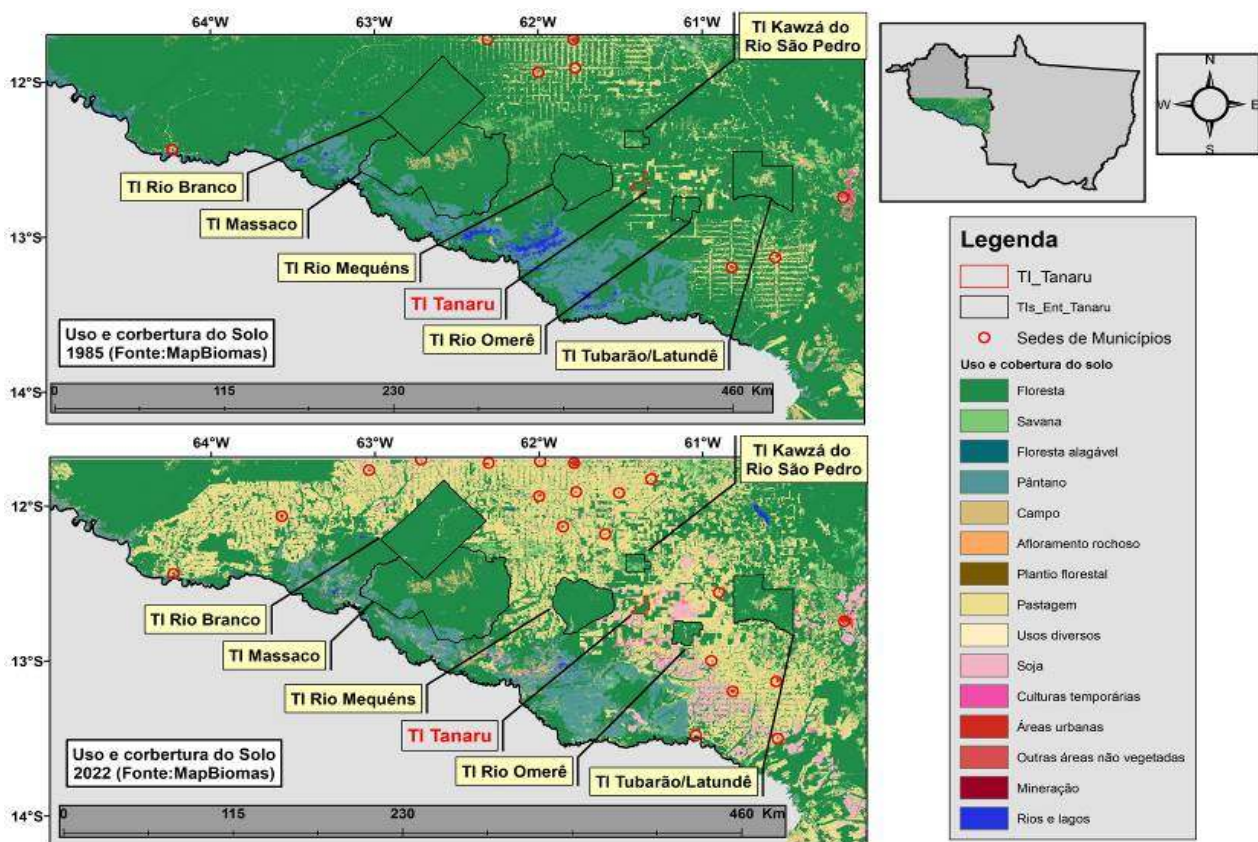 64°W 63°W 62°W 61°W
TI Kawzá do
Rio São Pedro
12°S
TI Rio Branco
TI Massaco
13°S
TI Rio Mequéns
TI Tanaru
TI Rio Omerê
TI Tubarão/Latundê
Uso e corbertura do Solo
1985 (Fonte:MapBiomas)
14°S
0 115 230 460 Km
64°W 63°W 62°W 61°W
TI Kawzá do
Rio São Pedro
12°S
TI Rio Branco
TI Massaco
13°S
TI Rio Mequéns
TI Tanaru
TI Rio Omerê
TI Tubarão/Latundê
Uso e corbertura do Solo
2022 (Fonte:MapBiomas)
14°S
0 115 230 460 Km
N
W E
S
Legenda
TI_Tanaru
TIs_Ent_Tanaru
Sedes de Municípios
Uso e cobertura do solo
Floresta
Savana
Floresta alagável
Pântano
Campo
Afloramento rochoso
Plantio florestal
Pastagem
Usos diversos
Soja
Culturas temporárias
Áreas urbanas
Outras áreas não vegetadas
Mineração
Rios e lagos